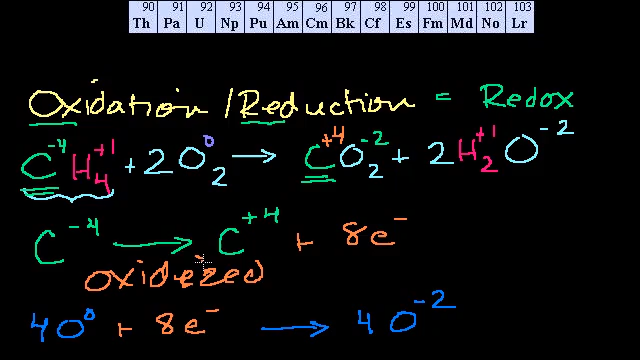 90 91 92 93 94 95 96 97 98 99 100 101 102 103
Th Pa U Np Pu Am Cm Bk Cf Es Fm Md No Lr
Oxidation / Reduction = Redox
C⁻⁴H₄⁺¹ + 2O₂⁰ → C⁺⁴O₂⁻² + 2H₂⁺¹O⁻²
C⁻⁴ → C⁺⁴ + 8e⁻
oxidezed
4O⁰ + 8e⁻ → 4O⁻²